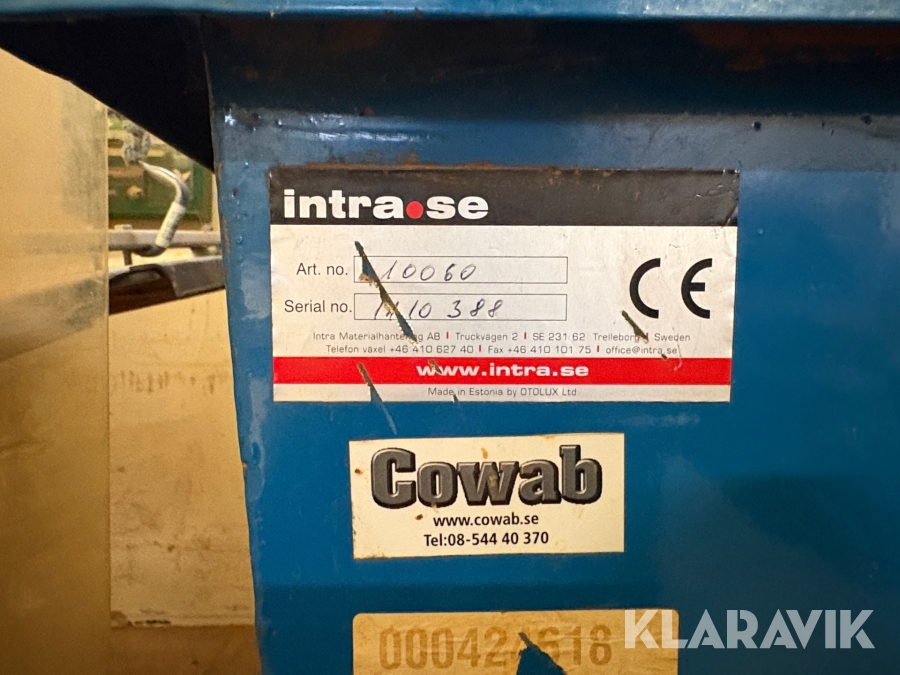 intra.se
Art. no. 10060
Serial no. 1110388
CE
Intra Materialhantering AB | Truckvägen 2 | SE 231 62 Trelleborg | Sweden
Telefon växel +46 410 627 40 | Fax +46 410 101 75 | office@intra.se
www.intra.se
Made in Estonia by OTOLUX Ltd
Cowab
www.cowab.se
Tel:08-544 40 370
KLARAVIK